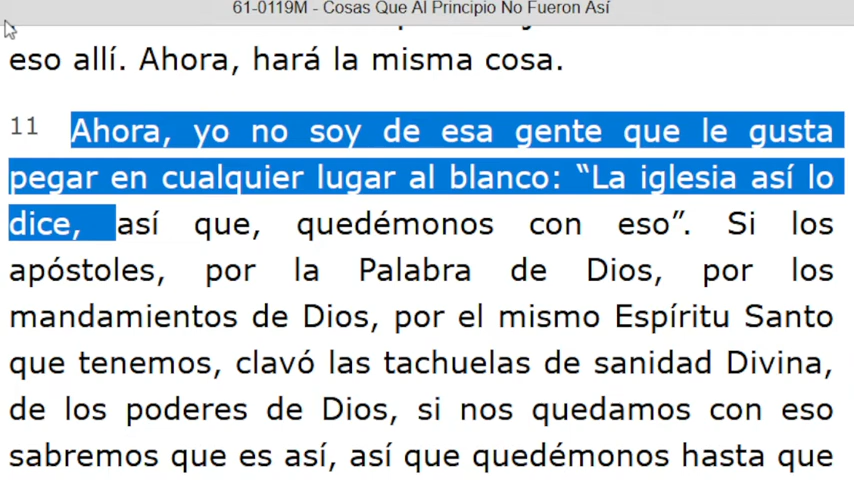 61-0119M - Cosas Que Al Principio No Fueron Así
eso allí. Ahora, hará la misma cosa.
11 Ahora, yo no soy de esa gente que le gusta
pegar en cualquier lugar al blanco: “La iglesia así lo
dice, así que, quedémonos con eso”. Si los
apóstoles, por la Palabra de Dios, por los
mandamientos de Dios, por el mismo Espíritu Santo
que tenemos, clavó las tachuelas de sanidad Divina,
de los poderes de Dios, si nos quedamos con eso
sabremos que es así, así que quedémonos hasta que